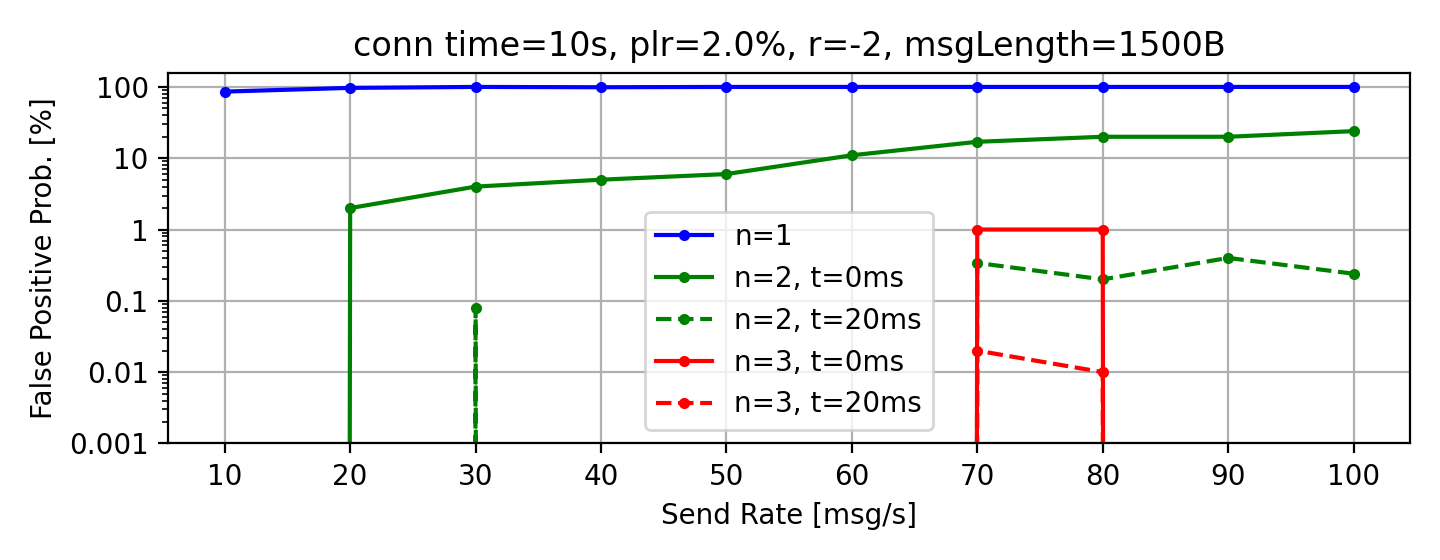 conn time=10s, plr=2.0%, r=-2, msgLength=1500B
False Positive Prob. [%]
100
10
1
0.1
0.01
0.001
n=1
n=2, t=0ms
n=2, t=20ms
n=3, t=0ms
n=3, t=20ms
10 20 30 40 50 60 70 80 90 100
Send Rate [msg/s]